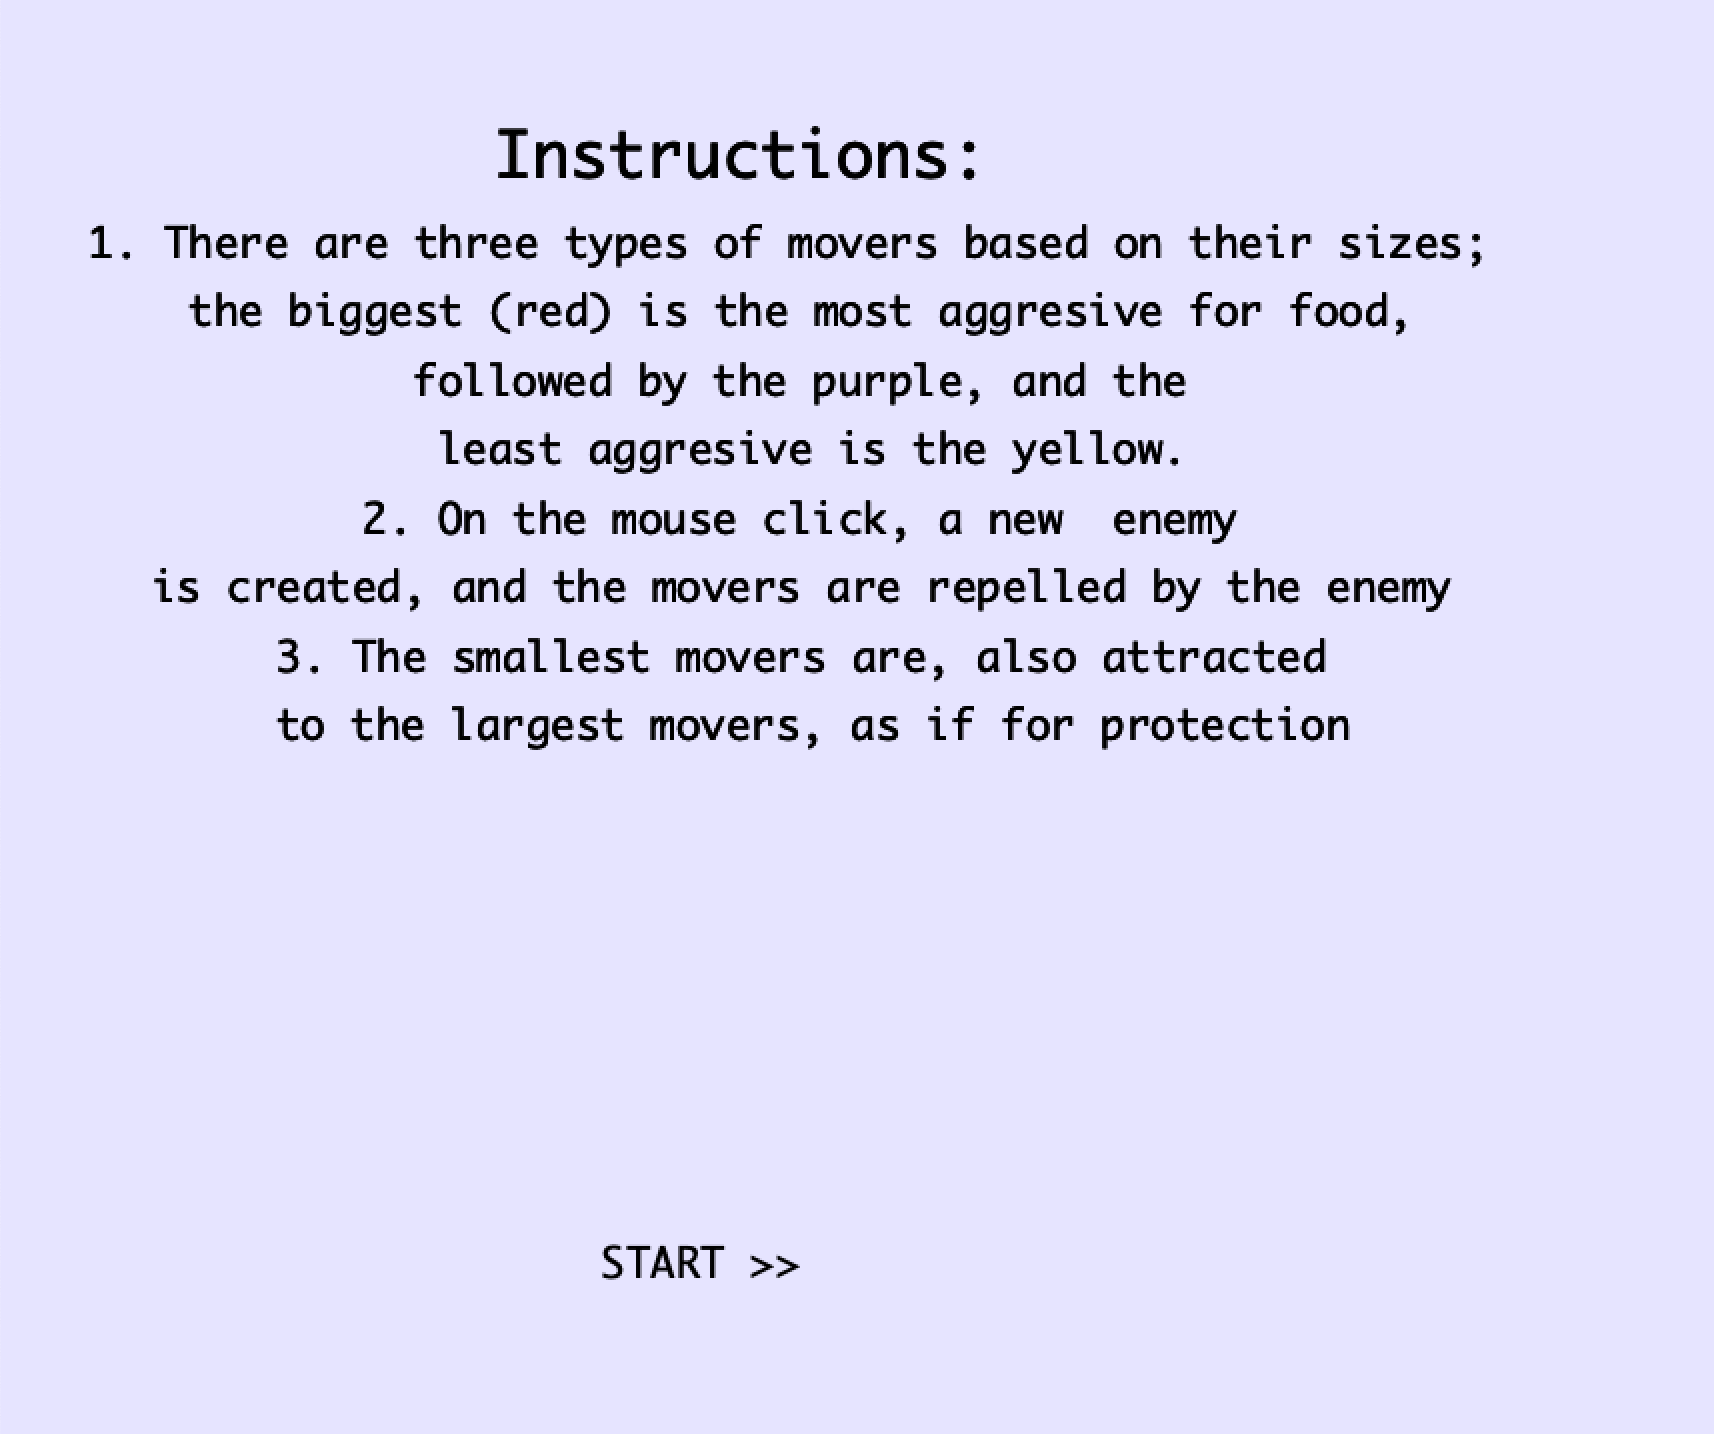 Instructions:
1. There are three types of movers based on their sizes;
the biggest (red) is the most aggresive for food,
followed by the purple, and the
least aggresive is the yellow.
2. On the mouse click, a new  enemy
is created, and the movers are repelled by the enemy
3. The smallest movers are, also attracted
to the largest movers, as if for protection
START >>